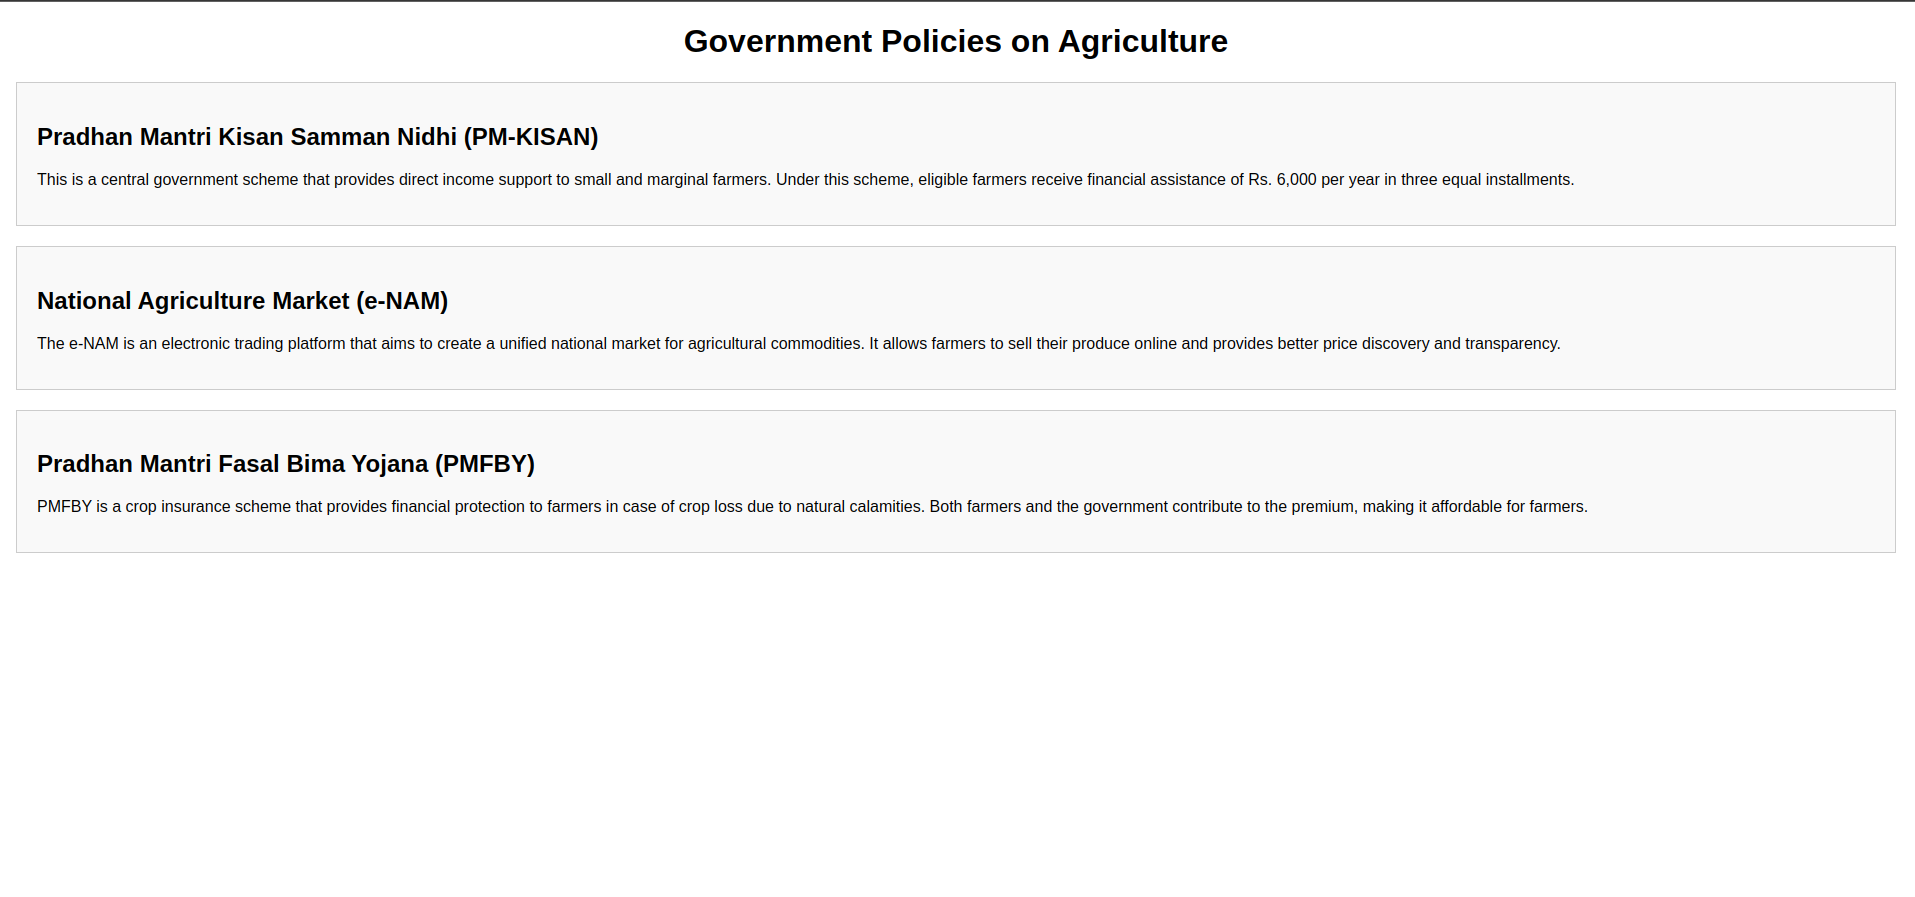 Government Policies on Agriculture
Pradhan Mantri Kisan Samman Nidhi (PM-KISAN)
This is a central government scheme that provides direct income support to small and marginal farmers. Under this scheme, eligible farmers receive financial assistance of Rs. 6,000 per year in three equal installments.
National Agriculture Market (e-NAM)
The e-NAM is an electronic trading platform that aims to create a unified national market for agricultural commodities. It allows farmers to sell their produce online and provides better price discovery and transparency.
Pradhan Mantri Fasal Bima Yojana (PMFBY)
PMFBY is a crop insurance scheme that provides financial protection to farmers in case of crop loss due to natural calamities. Both farmers and the government contribute to the premium, making it affordable for farmers.